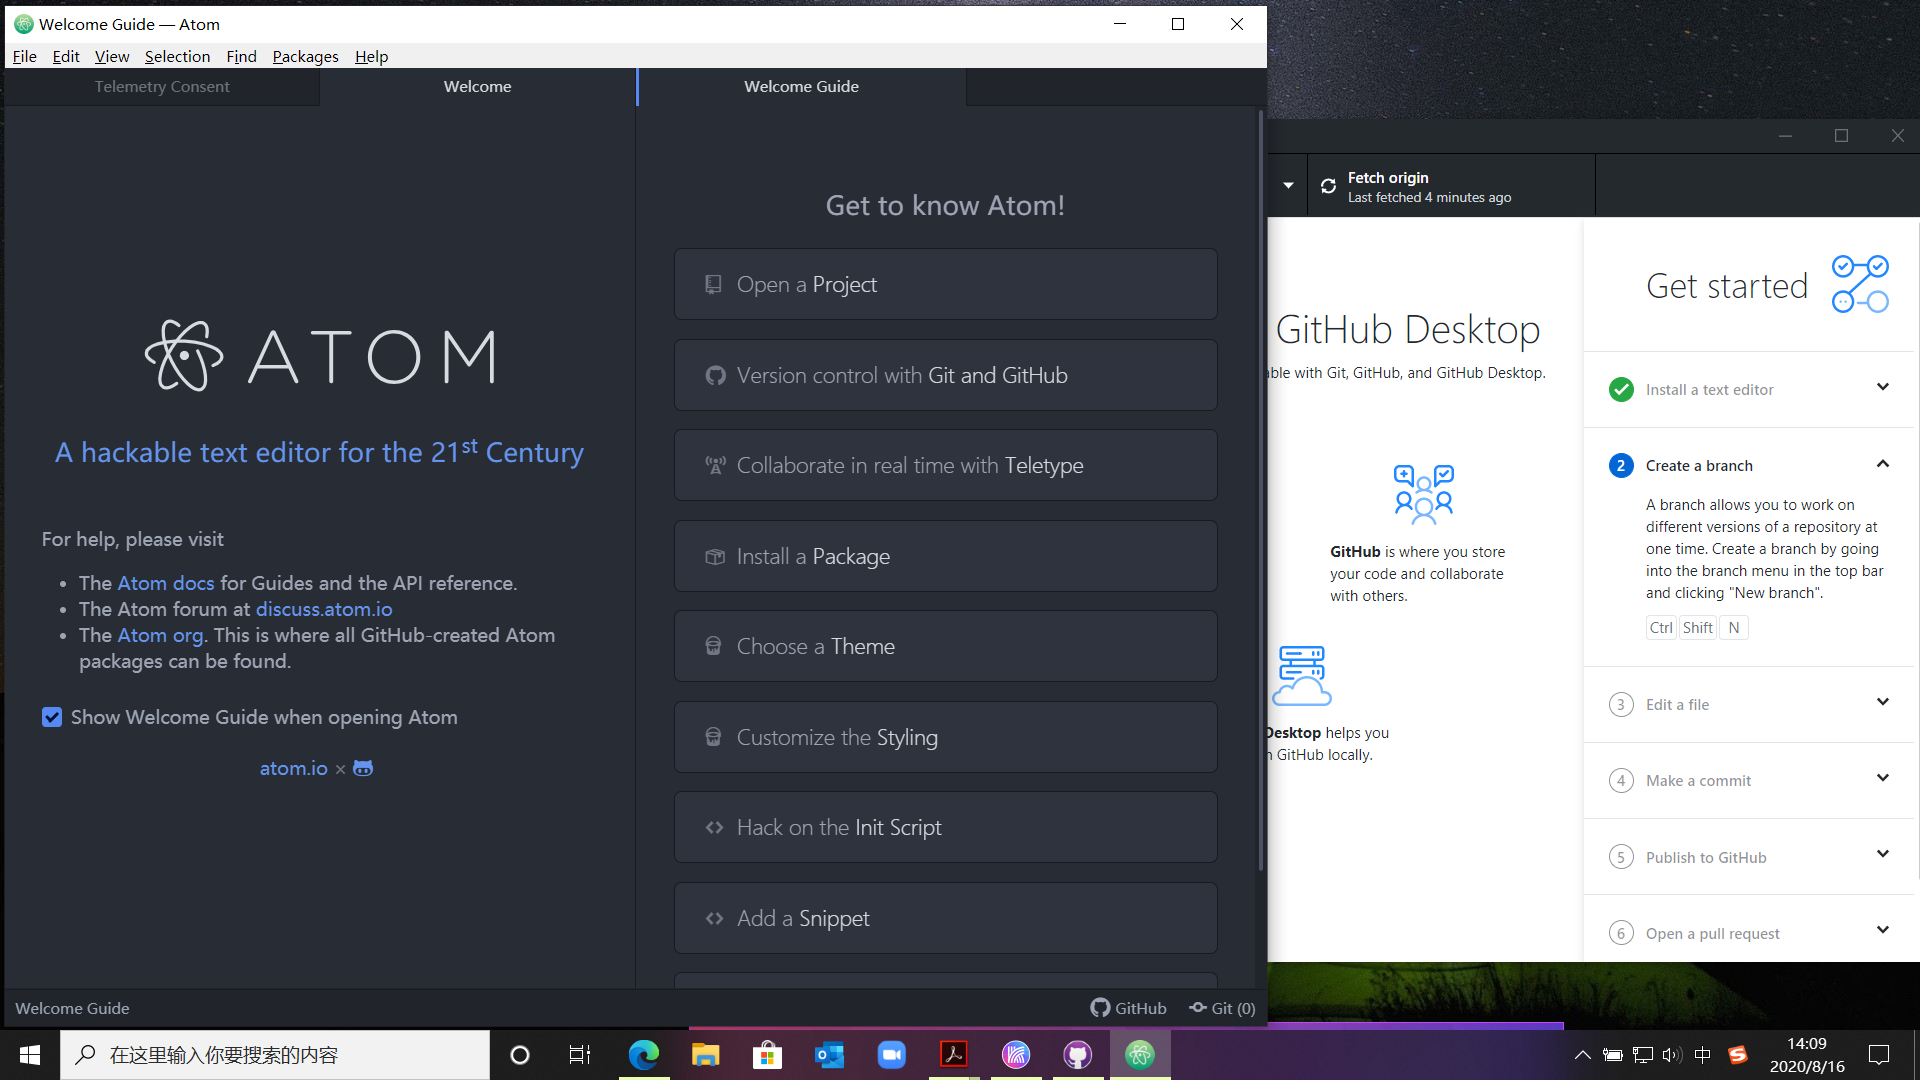 Welcome Guide — Atom
File Edit View Selection Find Packages Help
Telemetry Consent
Welcome
Welcome Guide
ATOM
A hackable text editor for the 21st Century
For help, please visit
• The Atom docs for Guides and the API reference.
• The Atom forum at discuss.atom.io
• The Atom org. This is where all GitHub-created Atom
packages can be found.
Show Welcome Guide when opening Atom
atom.io ×
Get to know Atom!
Open a Project
Version control with Git and GitHub
Collaborate in real time with Teletype
Install a Package
Choose a Theme
Customize the Styling
Hack on the Init Script
Add a Snippet
Welcome Guide
GitHub
Git (0)
Fetch origin
Last fetched 4 minutes ago
GitHub Desktop
with Git, GitHub, and GitHub Desktop.
GitHub is where you store
your code and collaborate
with others.
Desktop helps you
GitHub locally.
Get started
Install a text editor
2 Create a branch
A branch allows you to work on
different versions of a repository at
one time. Create a branch by going
into the branch menu in the top bar
and clicking "New branch".
Ctrl Shift N
3 Edit a file
4 Make a commit
5 Publish to GitHub
6 Open a pull request
在这里输入你要搜索的内容
中
14:09
2020/8/16